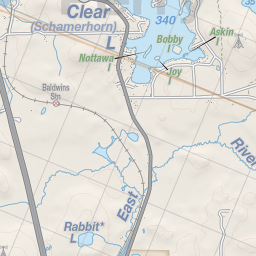 Clear
(Schamerhorn)
L
340
Bobby
I
Askin
I
Nottawa
I
Joy
I
Baldwins
Stn
River
East
Rabbit*
L